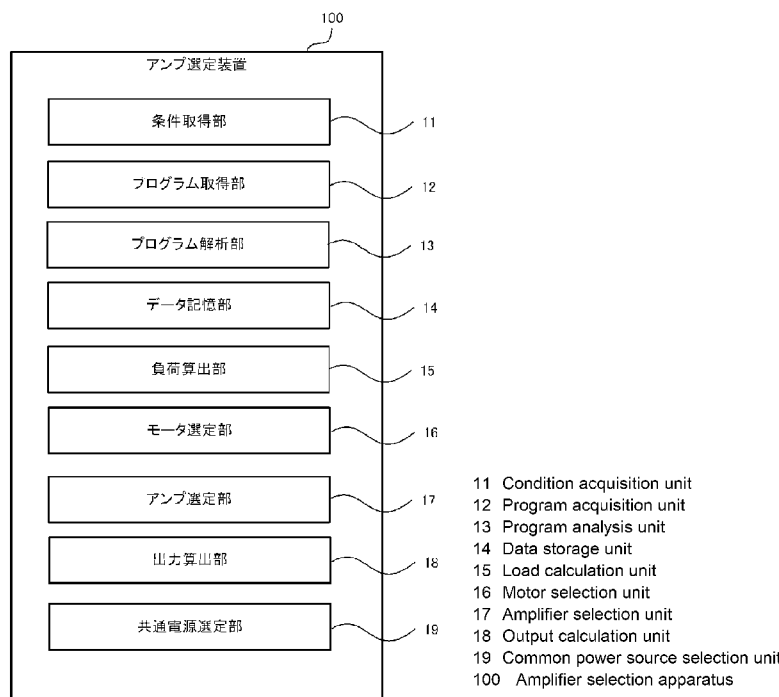 100
アンプ選定装置
条件取得部
11
プログラム取得部
12
プログラム解析部
13
データ記憶部
14
負荷算出部
15
モータ選定部
16
アンプ選定部
17
出力算出部
18
共通電源選定部
19
11 Condition acquisition unit
12 Program acquisition unit
13 Program analysis unit
14 Data storage unit
15 Load calculation unit
16 Motor selection unit
17 Amplifier selection unit
18 Output calculation unit
19 Common power source selection unit
100 Amplifier selection apparatus